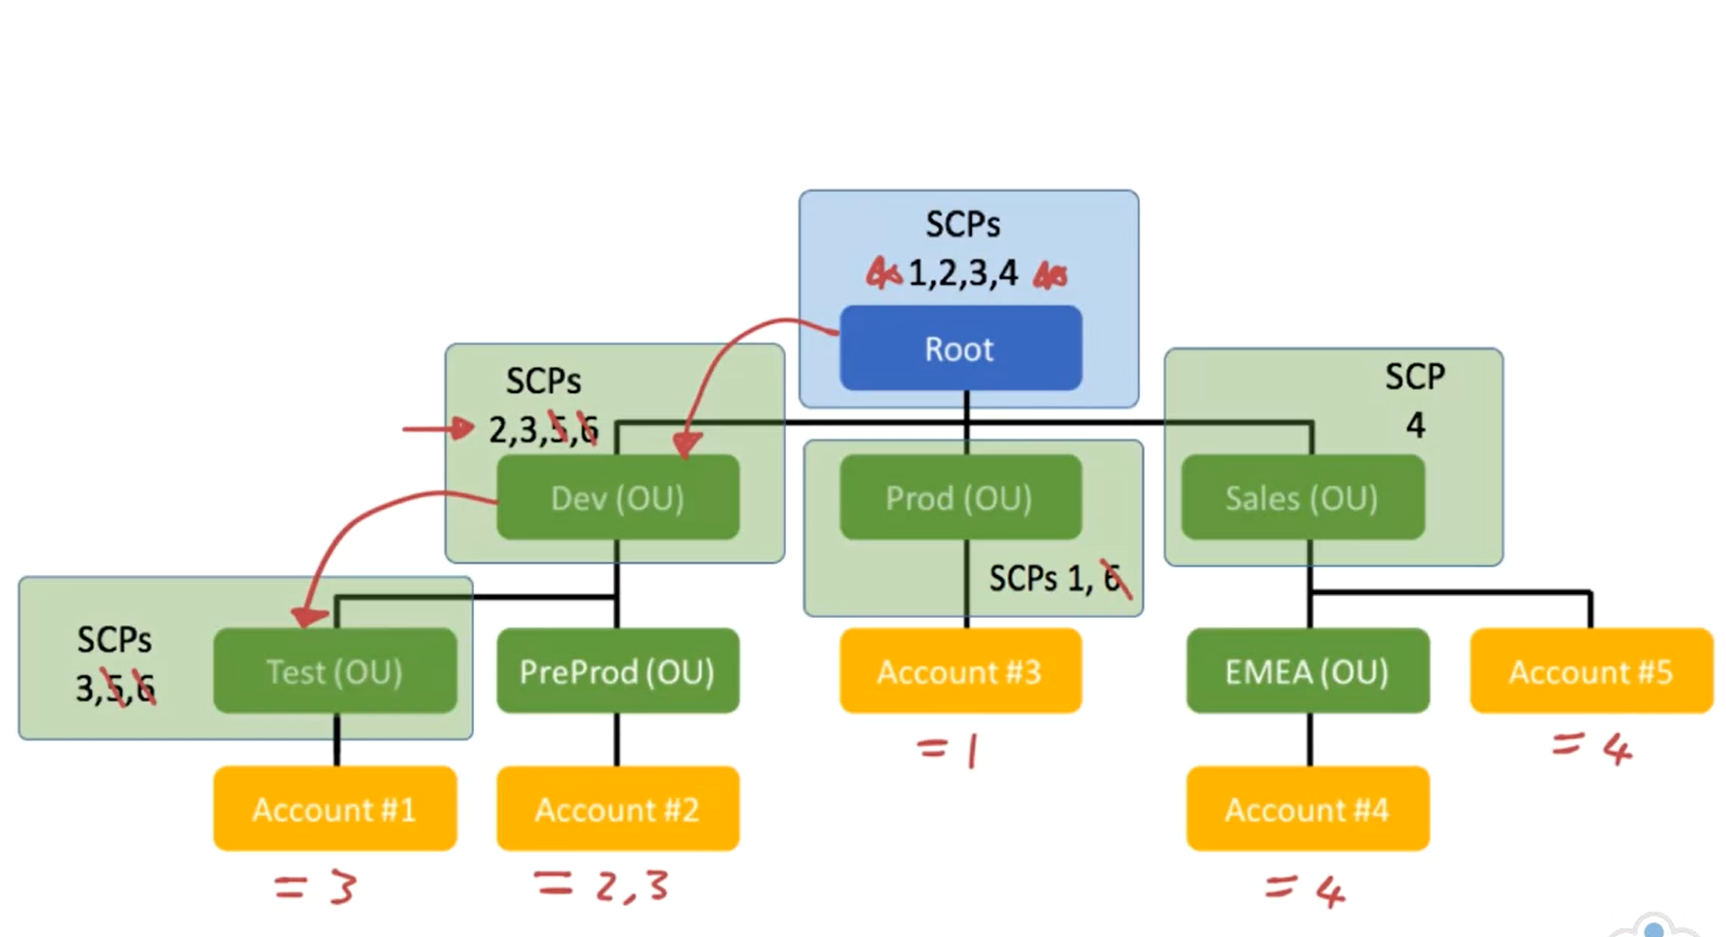 SCPs
1,2,3,4
Root
SCPs
2,3,5,6
Dev (OU)
Prod (OU)
SCPs 1, 6
SCP
4
Sales (OU)
SCPs
3,5,6
Test (OU)
PreProd (OU)
Account #3
= 1
EMEA (OU)
Account #5
= 4
Account #1
= 3
Account #2
= 2,3
Account #4
= 4